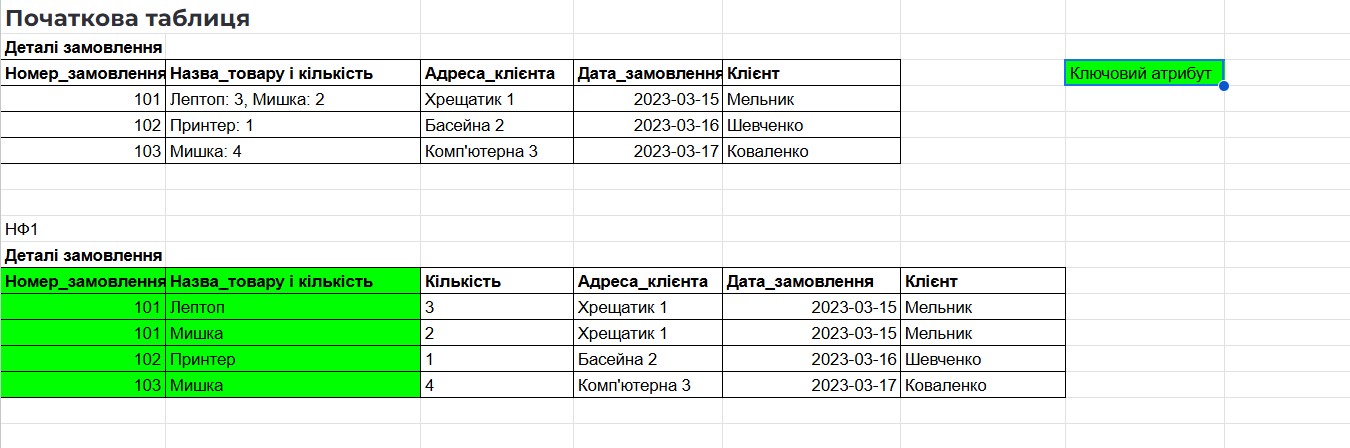 Початкова таблиця
Деталі замовлення
Номер_замовлення Назва_товару і кількість Адреса_клієнта Дата_замовлення Клієнт Ключовий атрибут
101 Лептоп: 3, Мишка: 2 Хрещатик 1 2023-03-15 Мельник
102 Принтер: 1 Басейна 2 2023-03-16 Шевченко
103 Мишка: 4 Комп'ютерна 3 2023-03-17 Коваленко
НФ1
Деталі замовлення
Номер_замовлення Назва_товару і кількість Кількість Адреса_клієнта Дата_замовлення Клієнт
101 Лептоп 3 Хрещатик 1 2023-03-15 Мельник
101 Мишка 2 Хрещатик 1 2023-03-15 Мельник
102 Принтер 1 Басейна 2 2023-03-16 Шевченко
103 Мишка 4 Комп'ютерна 3 2023-03-17 Коваленко